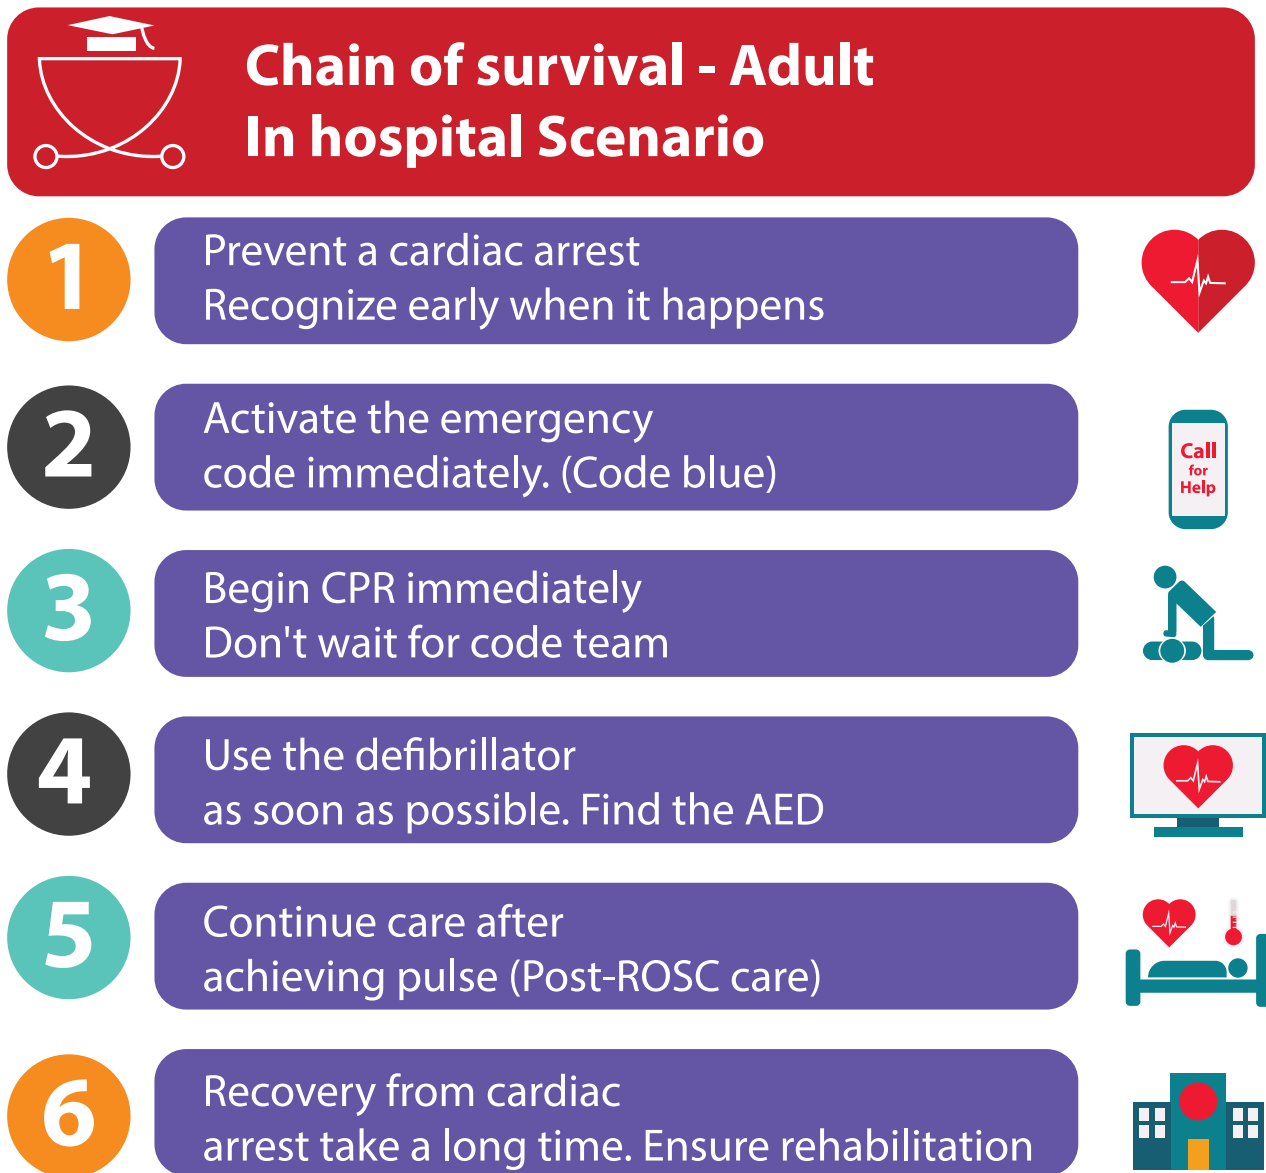 Chain of survival - Adult
In hospital Scenario
1
Prevent a cardiac arrest
Recognize early when it happens
2
Activate the emergency
code immediately. (Code blue)
Call
for
Help
3
Begin CPR immediately
Don't wait for code team
4
Use the defibrillator
as soon as possible. Find the AED
5
Continue care after
achieving pulse (Post-ROSC care)
6
Recovery from cardiac
arrest take a long time. Ensure rehabilitation